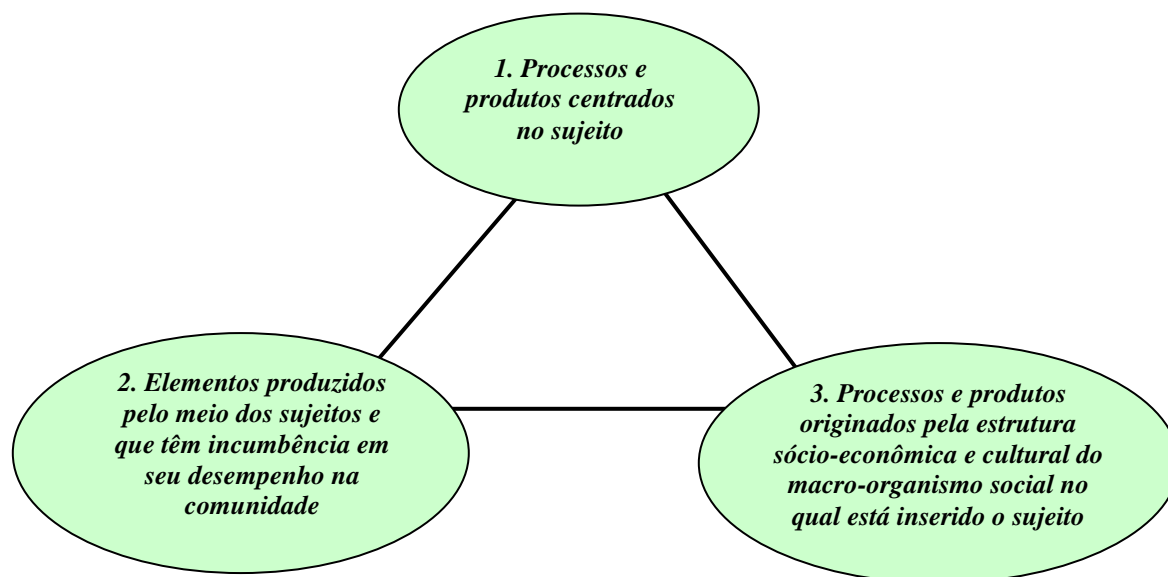 1. Processos e
produtos centrados
no sujeito
2. Elementos produzidos
pelo meio dos sujeitos e
que têm incumbência em
seu desempenho na
comunidade
3. Processos e produtos
originados pela estrutura
sócio-econômica e cultural do
macro-organismo social no
qual está inserido o sujeito